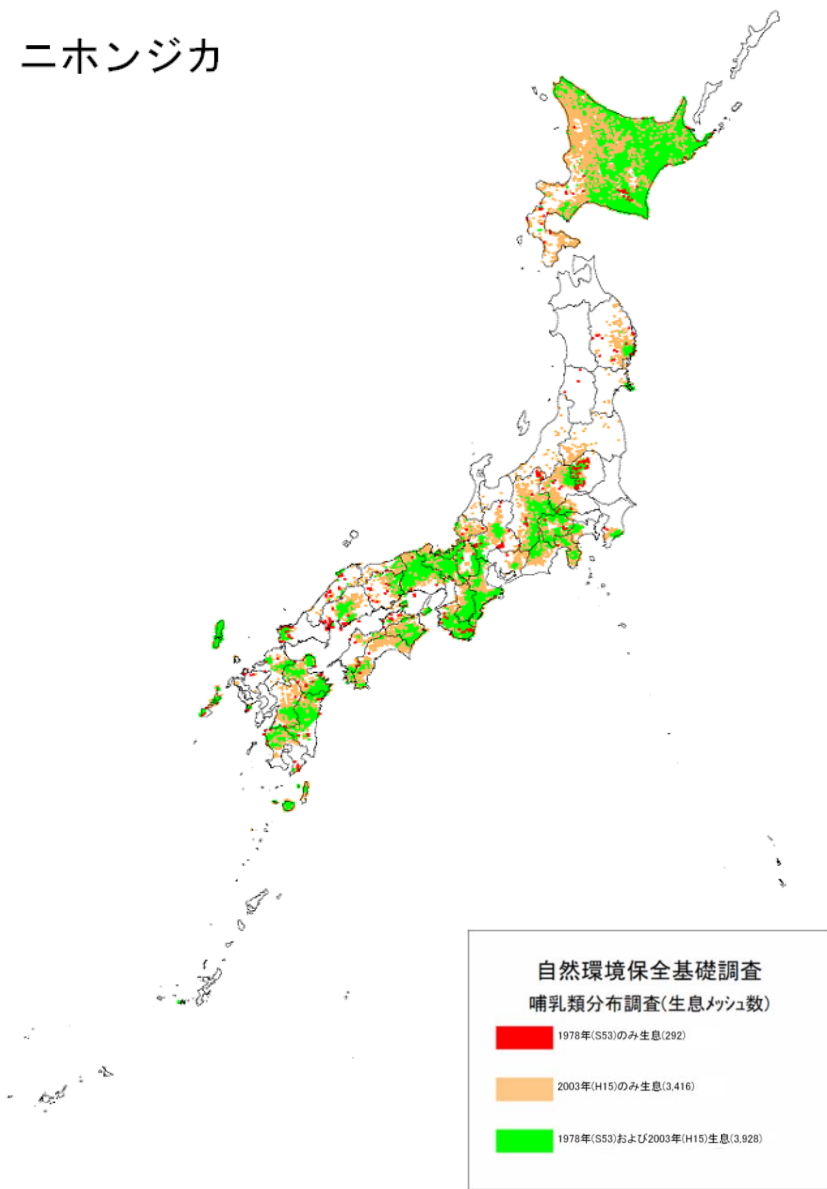 ニホンジカ
自然環境保全基礎調査
哺乳類分布調査(生息メッシュ数)
1978年(S53)のみ生息(292)
2003年(H15)のみ生息(3,416)
1978年(S53)および2003年(H15)生息(3,928)